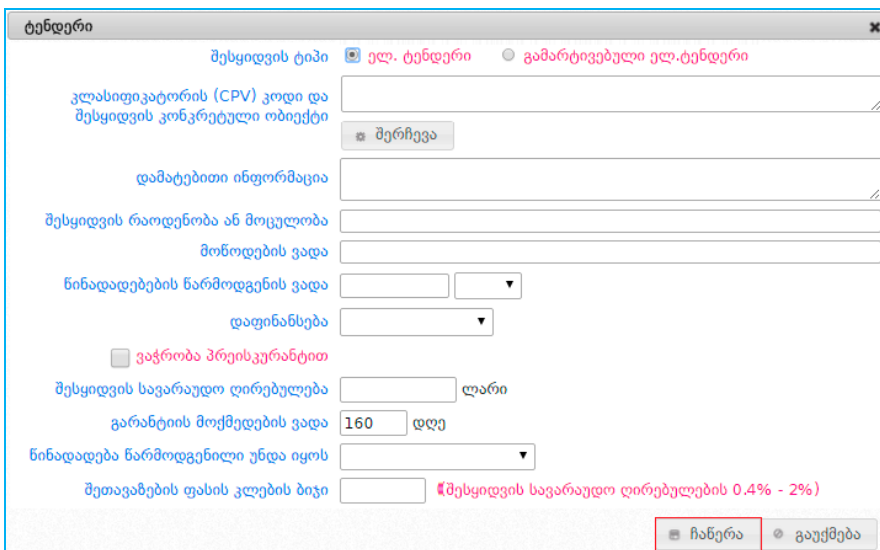 ტენდერი
შესყიდვის ტიპი ელ. ტენდერი გამარტივებული ელ.ტენდერი
კლასიფიკატორის (CPV) კოდი და
შესყიდვის კონკრეტული ობიექტი
შერჩევა
დამატებითი ინფორმაცია
შესყიდვის რაოდენობა ან მოცულობა
მოწოდების ვადა
წინადადებების წარმოდგენის ვადა
დაფინანსება
ვაჭრობა პრეისკურანტით
შესყიდვის სავარაუდო ღირებულება ლარი
გარანტიის მოქმედების ვადა 160 დღე
წინადადება წარმოდგენილი უნდა იყოს
შეთავაზების ფასის კლების ბიჯი (შესყიდვის სავარაუდო ღირებულების 0.4% - 2%)
ჩაწერა გაუქმება